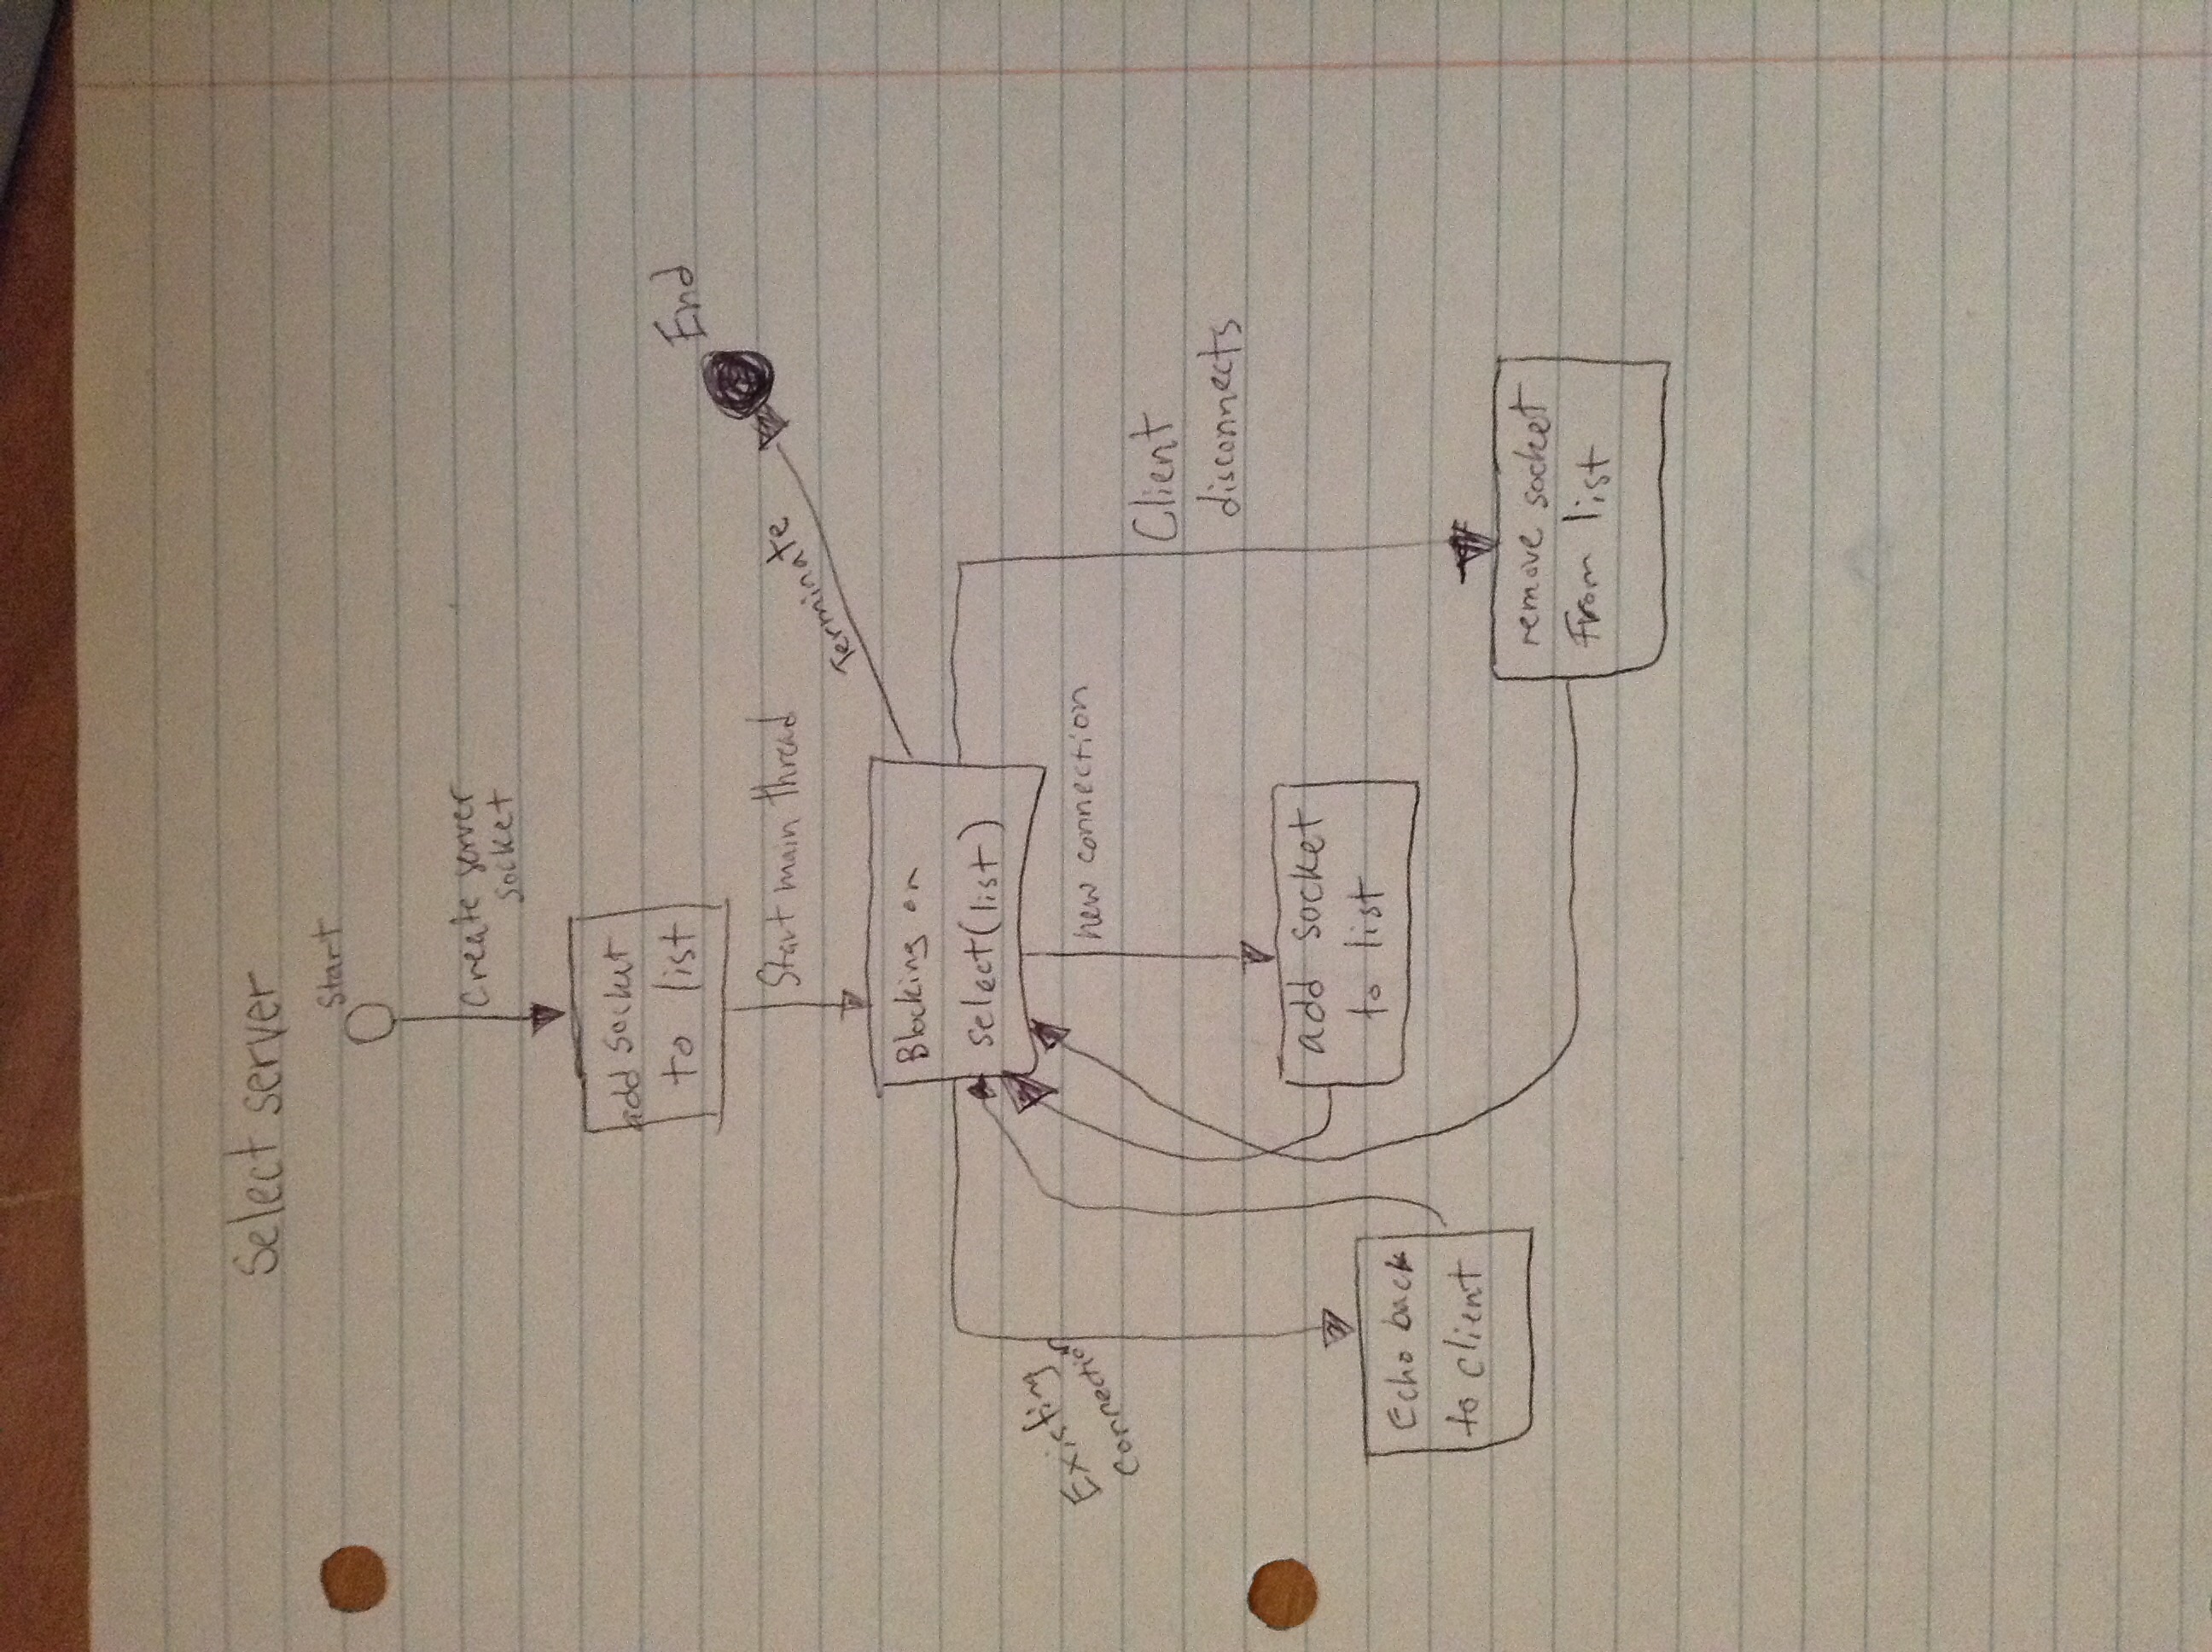 Select server
Start
Create server
socket
add socket
to list
End
Start main thread
Terminate
Blocking on
select(list)
Existing
connection
new connection
Client
disconnects
add socket
to list
Echo back
to client
remove socket
From list